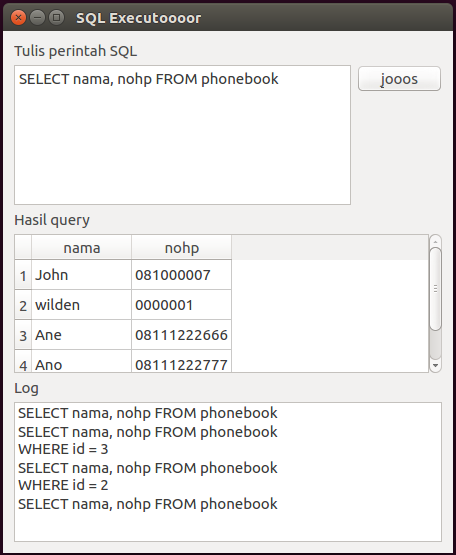 SQL Executoooor
Tulis perintah SQL
SELECT nama, nohp FROM phonebook
jooos
Hasil query
nama nohp
1 John 081000007
2 wilden 0000001
3 Ane 08111222666
4 Ano 08111222777
Log
SELECT nama, nohp FROM phonebook
SELECT nama, nohp FROM phonebook
WHERE id = 3
SELECT nama, nohp FROM phonebook
WHERE id = 2
SELECT nama, nohp FROM phonebook